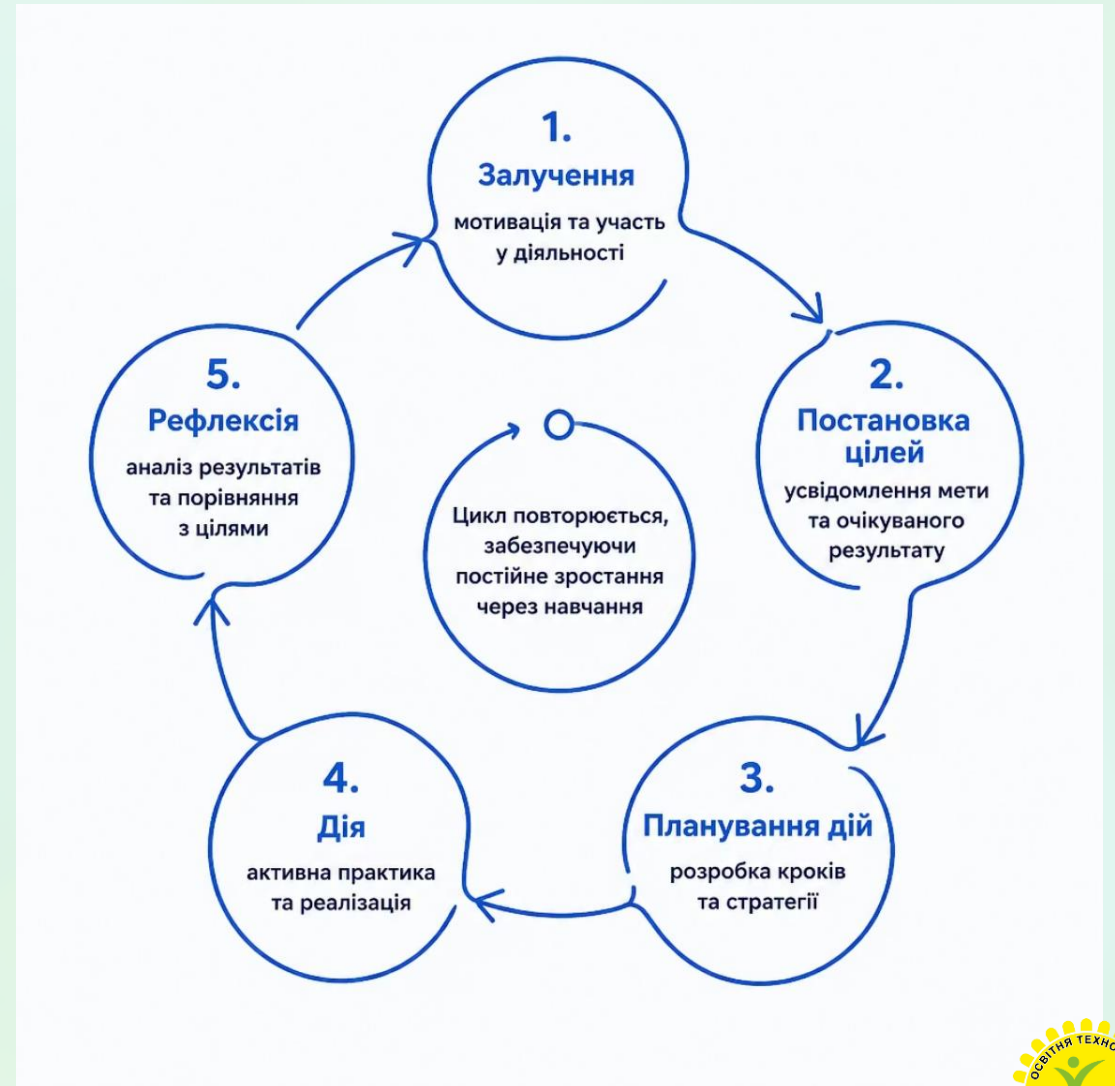 1.
Залучення
мотивація та участь
у діяльності
2.
Постановка
цілей
усвідомлення мети
та очікуваного
результату
3.
Планування дій
розробка кроків
та стратегії
4.
Дія
активна практика
та реалізація
5.
Рефлексія
аналіз результатів
та порівняння
з цілями
Цикл повторюється,
забезпечуючи
постійне зростання
через навчання
ОСВІТНЯ